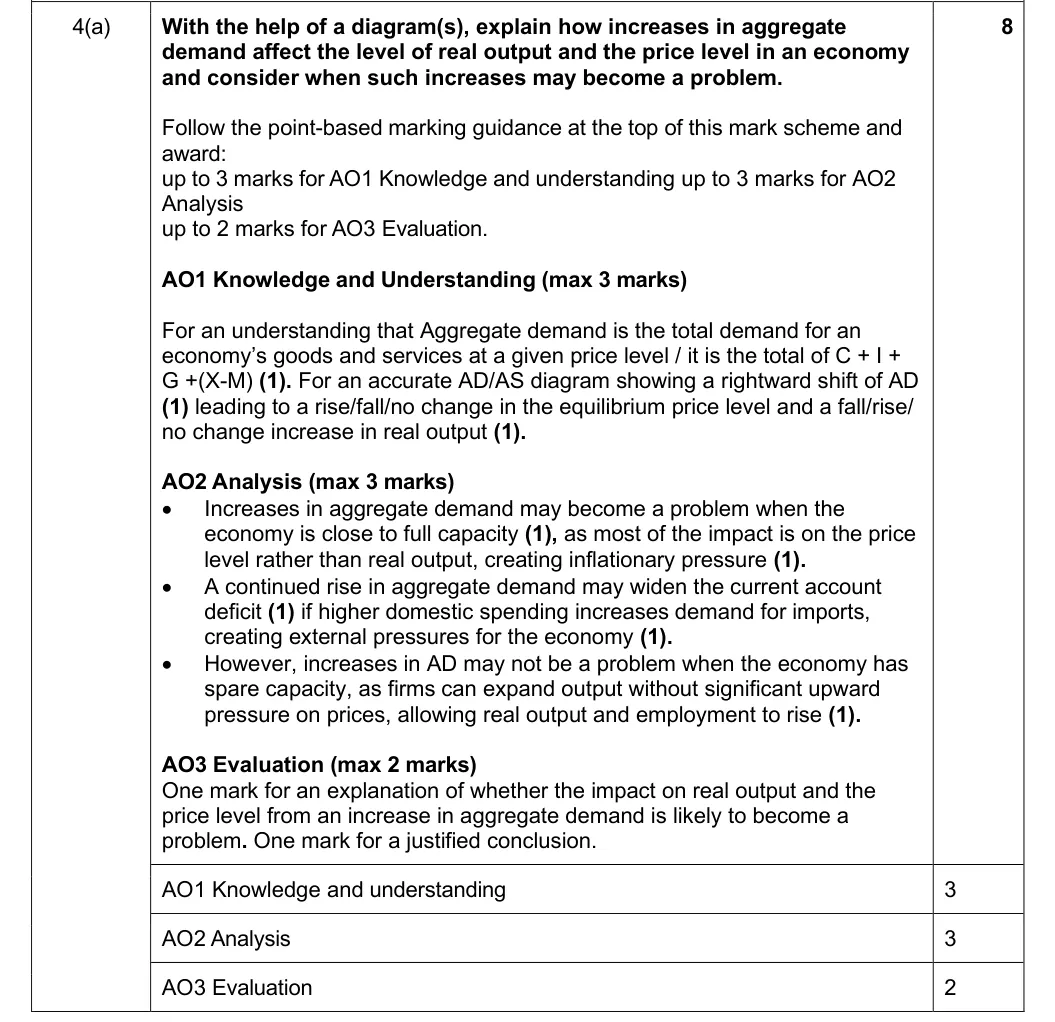 4(a)
With the help of a diagram(s), explain how increases in aggregate
demand affect the level of real output and the price level in an economy
and consider when such increases may become a problem.
8
Follow the point-based marking guidance at the top of this mark scheme and
award:
up to 3 marks for AO1 Knowledge and understanding up to 3 marks for AO2
Analysis
up to 2 marks for AO3 Evaluation.
AO1 Knowledge and Understanding (max 3 marks)
For an understanding that Aggregate demand is the total demand for an
economy's goods and services at a given price level / it is the total of C + I +
G +(X-M) (1). For an accurate AD/AS diagram showing a rightward shift of AD
(1) leading to a rise/fall/no change in the equilibrium price level and a fall/rise/
no change increase in real output (1).
AO2 Analysis (max 3 marks)
• Increases in aggregate demand may become a problem when the
economy is close to full capacity (1), as most of the impact is on the price
level rather than real output, creating inflationary pressure (1).
• A continued rise in aggregate demand may widen the current account
deficit (1) if higher domestic spending increases demand for imports,
creating external pressures for the economy (1).
• However, increases in AD may not be a problem when the economy has
spare capacity, as firms can expand output without significant upward
pressure on prices, allowing real output and employment to rise (1).
AO3 Evaluation (max 2 marks)
One mark for an explanation of whether the impact on real output and the
price level from an increase in aggregate demand is likely to become a
problem. One mark for a justified conclusion.
AO1 Knowledge and understanding 3
AO2 Analysis 3
AO3 Evaluation 2